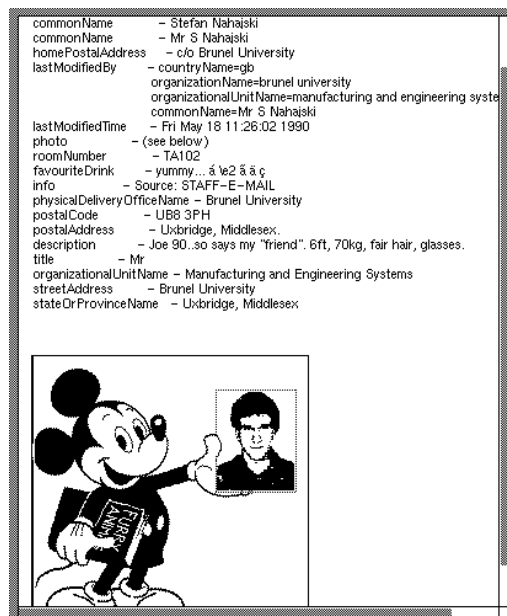 commonName – Stefan Nahajski
commonName – Mr S Nahajski
homePostalAddress – c/o Brunel University
lastModifiedBy – countryName=gb
organizationName=brunel university
organizationalUnitName=manufacturing and engineering syste
commonName=Mr S Nahajski
lastModifiedTime – Fri May 18 11:26:02 1990
photo – (see below)
roomNumber – TA102
favouriteDrink – yummy... á \e2 ã ä ç
info – Source: STAFF-E-MAIL
physicalDeliveryOfficeName – Brunel University
postalCode – UB8 3PH
postalAddress – Uxbridge, Middlesex.
description – Joe 90..so says my "friend". 6ft, 70kg, fair hair, glasses.
title – Mr
organizationalUnitName – Manufacturing and Engineering Systems
streetAddress – Brunel University
stateOrProvinceName – Uxbridge, Middlesex
FURRY
ANIM